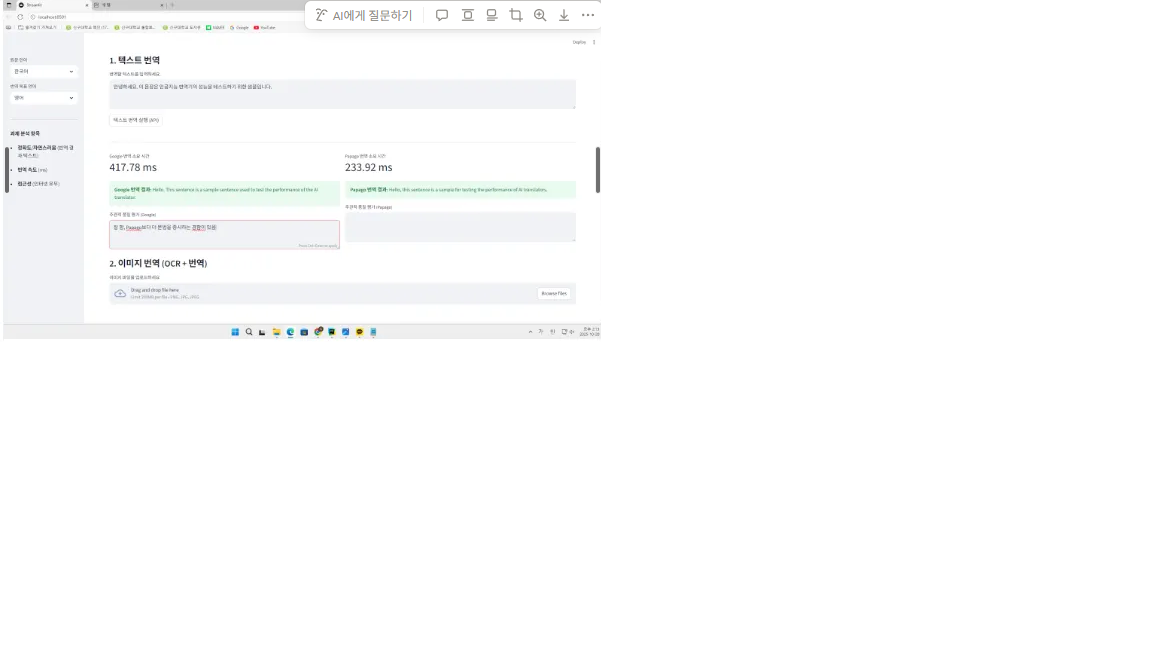 Streamlit
AI에게 질문하기
localhost:8501
NAVER
Google
YouTube
Deploy
원본 언어
한국어
번역 목표 언어
영어
과제 분석 항목
정확도/자연스러움 (번역 결과 텍스트)
번역 속도 (ms)
접근성 (인터넷 유무)
1. 텍스트 번역
번역할 텍스트를 입력하세요.
안녕하세요. 이 문장은 인공지능 번역기의 성능을 테스트하기 위한 샘플입니다.
텍스트 번역 실행 (API)
Google 번역 소요 시간
417.78 ms
Google 번역 결과: Hello. This sentence is a sample sentence used to test the performance of the AI
translator.
주관적 품질 평가 (Google)
Papago보다 더 문법을 중시하는 경향이 있음
Papago 번역 소요 시간
233.92 ms
Papago 번역 결과: Hello, this sentence is a sample for testing the performance of AI translators.
주관적 품질 평가 (Papago)
2. 이미지 번역 (OCR + 번역)
이미지 파일을 업로드하세요
Drag and drop file here
Limit 200MB per file • PNG, JPG, JPEG
Browse files